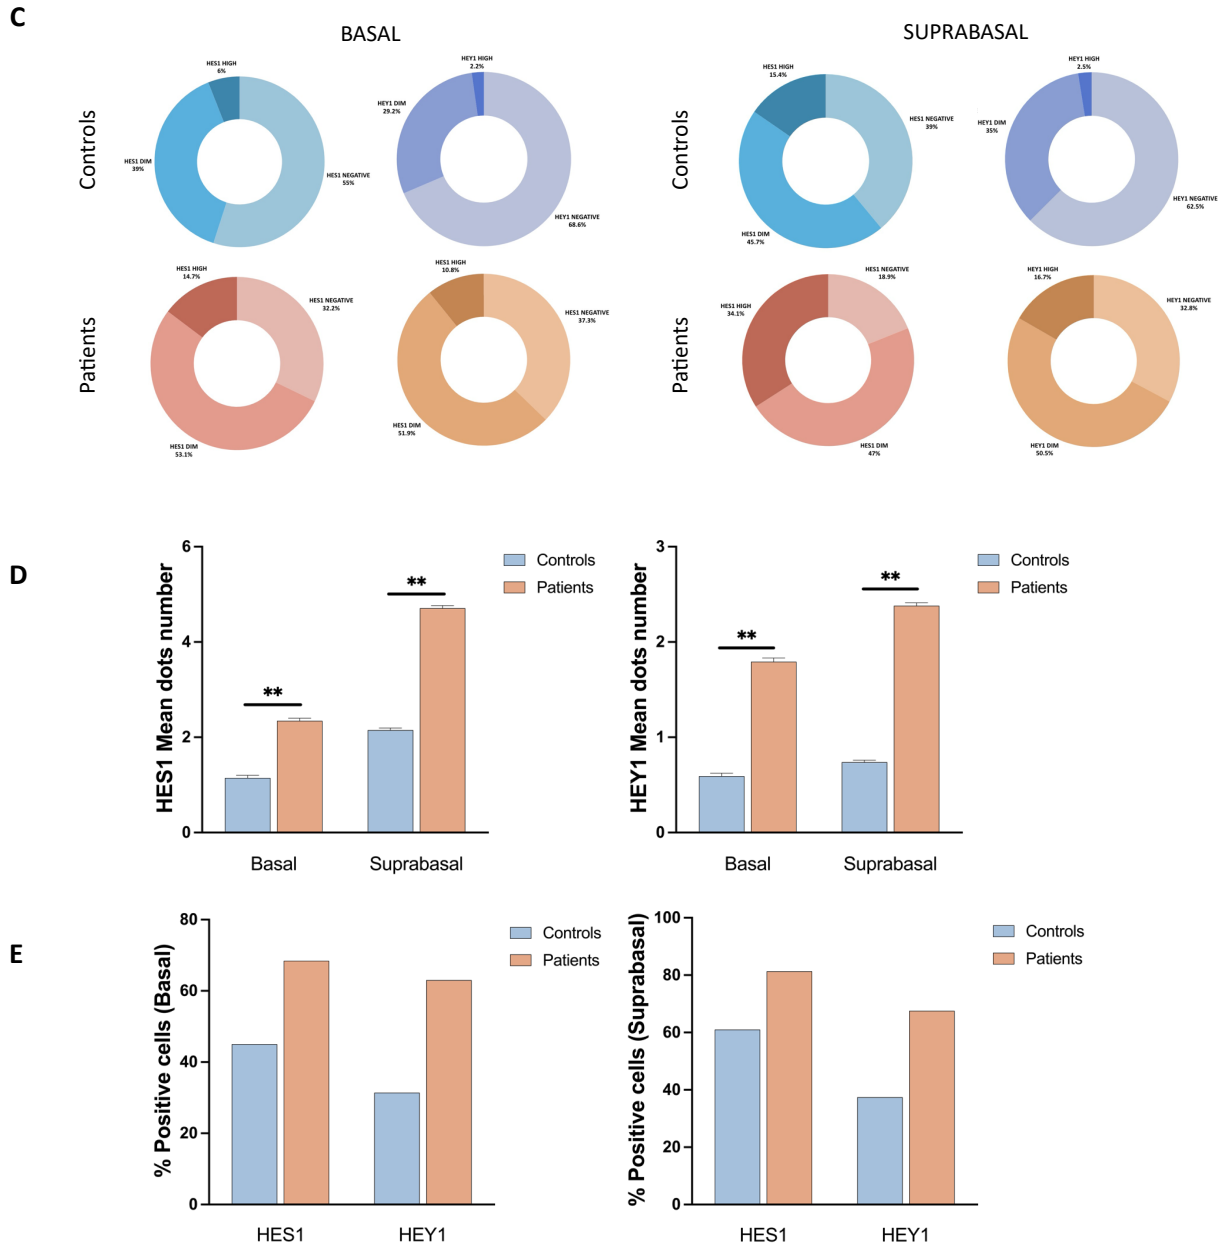 C
BASAL
SUPRABASAL
Controls
HES1 HIGH
6%
HES1 DIM
39%
HES1 NEGATIVE
55%
HEY1 HIGH
2.2%
HEY1 DIM
29.2%
HEY1 NEGATIVE
68.6%
Controls
HES1 HIGH
15.4%
HES1 NEGATIVE
39%
HES1 DIM
45.7%
HEY1 HIGH
2.5%
HEY1 DIM
35%
HEY1 NEGATIVE
62.5%
Patients
HES1 HIGH
14.7%
HES1 NEGATIVE
32.2%
HES1 DIM
53.1%
HES1 HIGH
10.8%
HES1 NEGATIVE
37.3%
HES1 DIM
51.9%
Patients
HES1 NEGATIVE
18.9%
HES1 HIGH
34.1%
HES1 DIM
47%
HEY1 HIGH
16.7%
HEY1 NEGATIVE
32.8%
HEY1 DIM
50.5%
D
HES1 Mean dots number
6
4
2
0
**
**
Basal
Suprabasal
Controls
Patients
HEY1 Mean dots number
3
2
1
0
**
**
Basal
Suprabasal
Controls
Patients
E
% Positive cells (Basal)
80
60
40
20
0
HES1
HEY1
Controls
Patients
% Positive cells (Suprabasal)
100
80
60
40
20
0
HES1
HEY1
Controls
Patients